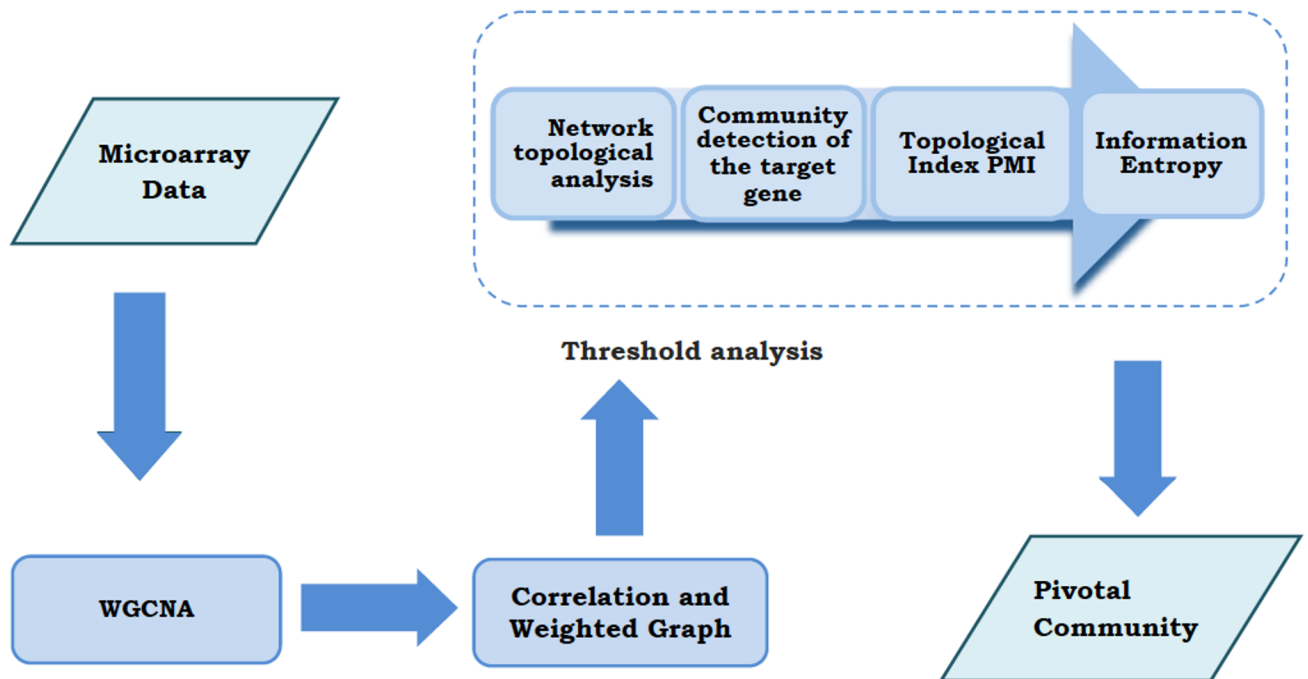 Microarray
Data
Network
topological
analysis
Community
detection of
the target
gene
Topological
Index PMI
Information
Entropy
Threshold analysis
WGCNA
Correlation and
Weighted Graph
Pivotal
Community